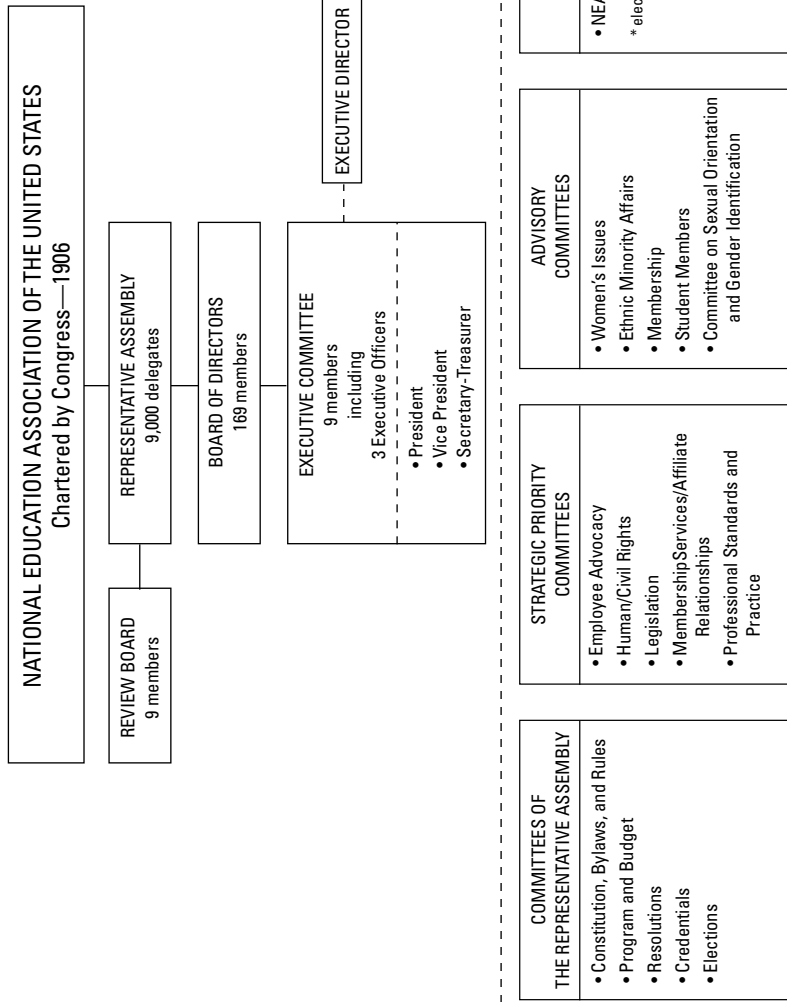 NATIONAL EDUCATION ASSOCIATION OF THE UNITED STATES
Chartered by Congress—1906
REVIEW BOARD
9 members
REPRESENTATIVE ASSEMBLY
9,000 delegates
BOARD OF DIRECTORS
169 members
EXECUTIVE COMMITTEE
9 members
including
3 Executive Officers
• President
• Vice President
• Secretary-Treasurer
EXECUTIVE DIRECTOR
COMMITTEES OF
THE REPRESENTATIVE ASSEMBLY
• Constitution, Bylaws, and Rules
• Program and Budget
• Resolutions
• Credentials
• Elections
STRATEGIC PRIORITY
COMMITTEES
• Employee Advocacy
• Human/Civil Rights
• Legislation
• MembershipServices/Affiliate
Relationships
• Professional Standards and
Practice
ADVISORY
COMMITTEES
• Women's Issues
• Ethnic Minority Affairs
• Membership
• Student Members
• Committee on Sexual Orientation
and Gender Identification
• NEA
* elec